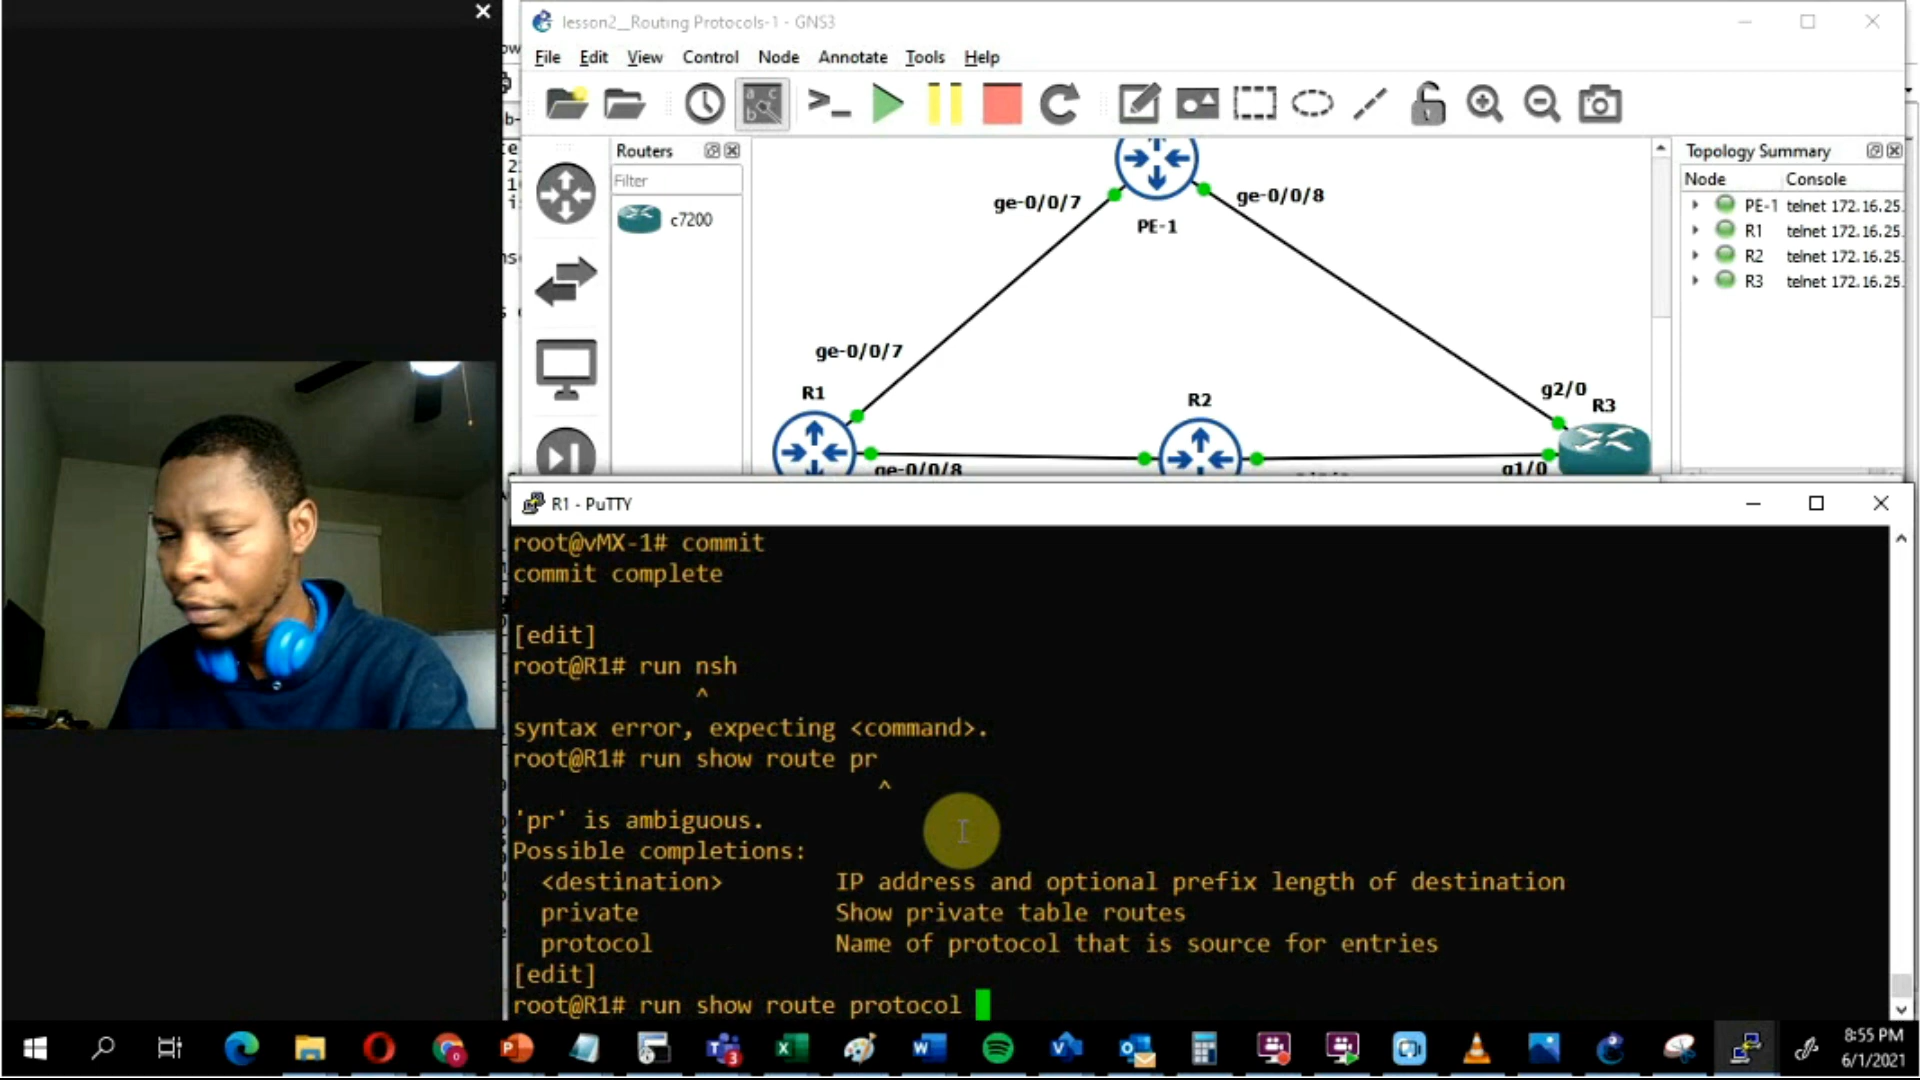 lesson2__Routing Protocols-1 - GNS3
File Edit View Control Node Annotate Tools Help
Routers
Filter
c7200
Topology Summary
Node Console
PE-1 telnet 172.16.25.
R1 telnet 172.16.25.
R2 telnet 172.16.25.
R3 telnet 172.16.25.
ge-0/0/7
ge-0/0/8
PE-1
ge-0/0/7
R1
R2
g2/0
R3
ge-0/0/8
g1/0
R1 - PuTTY
root@vMX-1# commit
commit complete
[edit]
root@R1# run nsh
^
syntax error, expecting <command>.
root@R1# run show route pr
^
'pr' is ambiguous.
Possible completions:
<destination> IP address and optional prefix length of destination
private Show private table routes
protocol Name of protocol that is source for entries
[edit]
root@R1# run show route protocol
8:55 PM
6/1/2021